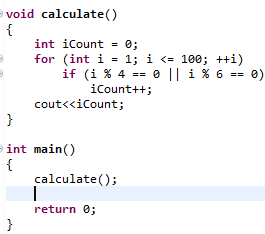 void calculate()
{
    int iCount = 0;
    for (int i = 1; i <= 100; ++i)
        if (i % 4 == 0 || i % 6 == 0)
            iCount++;
    cout<<iCount;
}

int main()
{
    calculate();

    return 0;
}